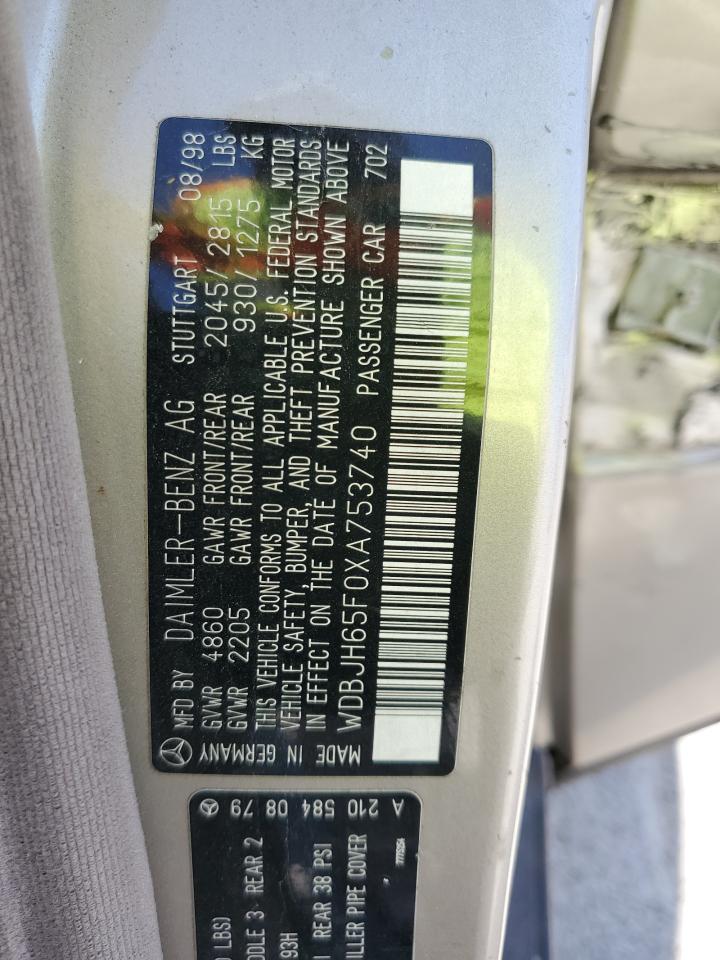 MFD BY DAIMLER-BENZ AG STUTTGART 08/98
GVWR 4860 GAWR FRONT/REAR 2045/2815 LBS
GVWR 2205 GAWR FRONT/REAR 930/1275 KG
THIS VEHICLE CONFORMS TO ALL APPLICABLE U.S. FEDERAL MOTOR
VEHICLE SAFETY, BUMPER, AND THEFT PREVENTION STANDARDS
IN EFFECT ON THE DATE OF MANUFACTURE SHOWN ABOVE
WDBJH65F0XA753740 PASSENGER CAR 702
MADE IN GERMANY
A 210 584 08 79
LBS)
3 REAR 2
93H
REAR 38 PSI
PIPE COVER